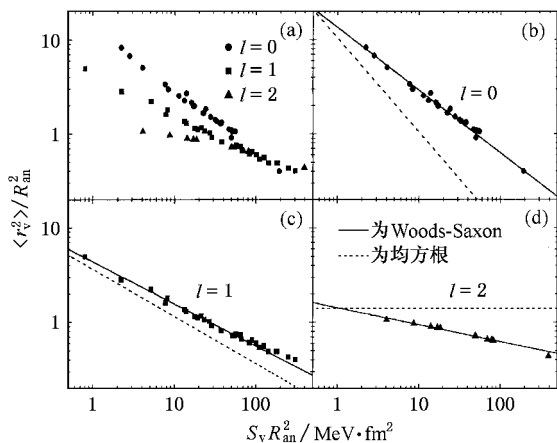 (a)
● l = 0
■ l = 1
▲ l = 2
(b)
l = 0
10
1
⟨r_v^2⟩/R_an^2
(c)
l = 1
(d)
—— 为Woods-Saxon
------ 为均方根
l = 2
10
1
1 10 100 1 10 100
S_v R_an^2 / MeV·fm^2